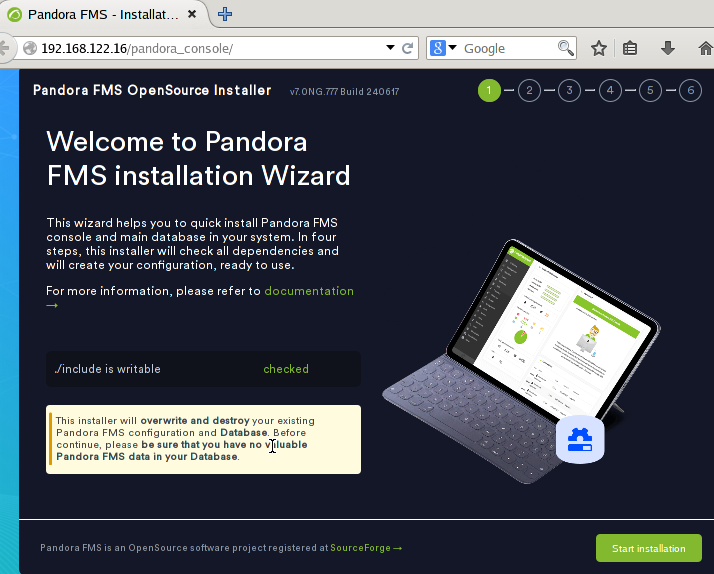 Pandora FMS - Installat...
192.168.122.16/pandora_console/
Google
Pandora FMS OpenSource Installer v7.0NG.777 Build 240617
1 2 3 4 5 6
Welcome to Pandora
FMS installation Wizard
This wizard helps you to quick install Pandora FMS
console and main database in your system. In four
steps, this installer will check all dependencies and
will create your configuration, ready to use.
For more information, please refer to documentation
→
./include is writable checked
This installer will overwrite and destroy your existing
Pandora FMS configuration and Database. Before
continue, please be sure that you have no valuable
Pandora FMS data in your Database.
Pandora FMS is an OpenSource software project registered at SourceForge →
Start installation